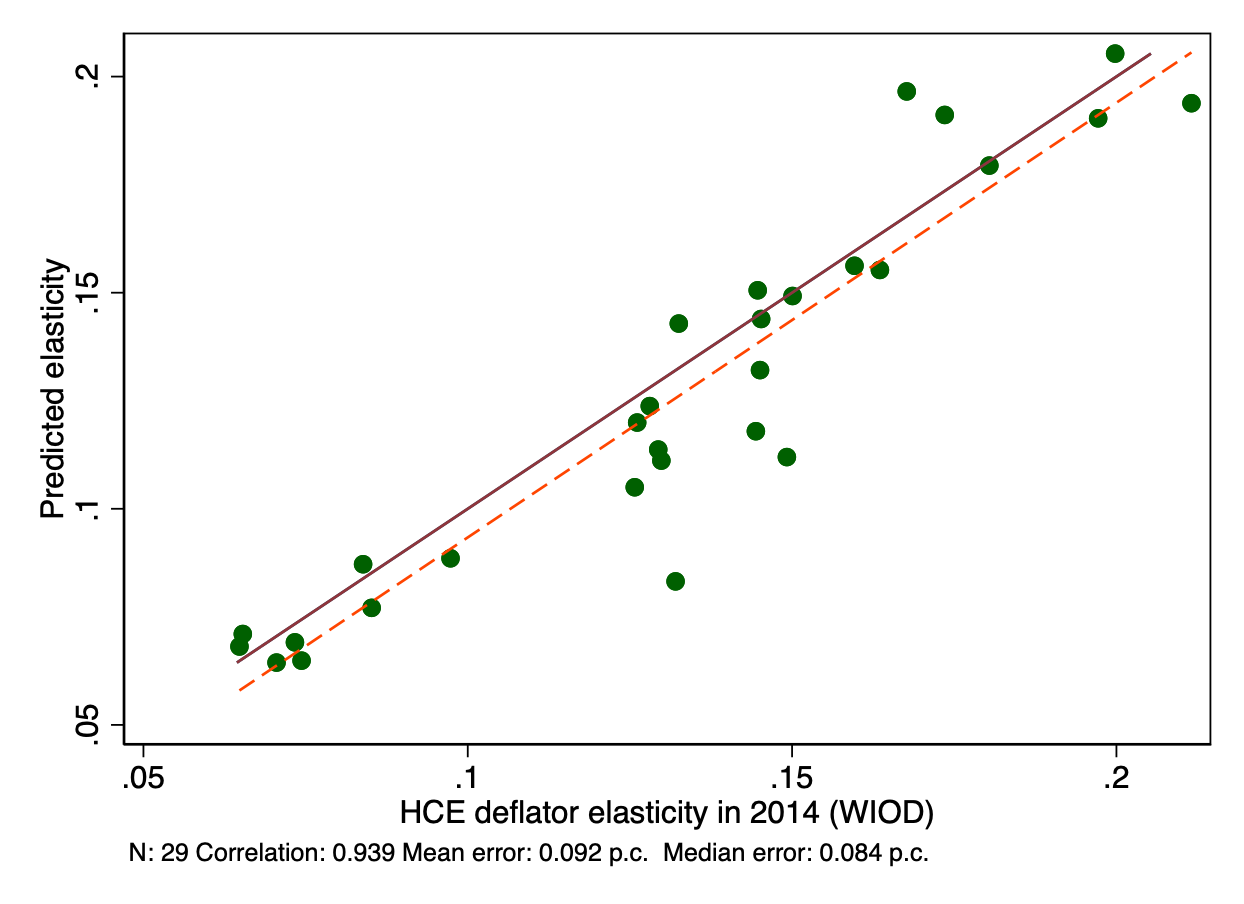 Predicted elasticity
.2
.15
.1
.05
.05 .1 .15 .2
HCE deflator elasticity in 2014 (WIOD)
N: 29 Correlation: 0.939 Mean error: 0.092 p.c.  Median error: 0.084 p.c.